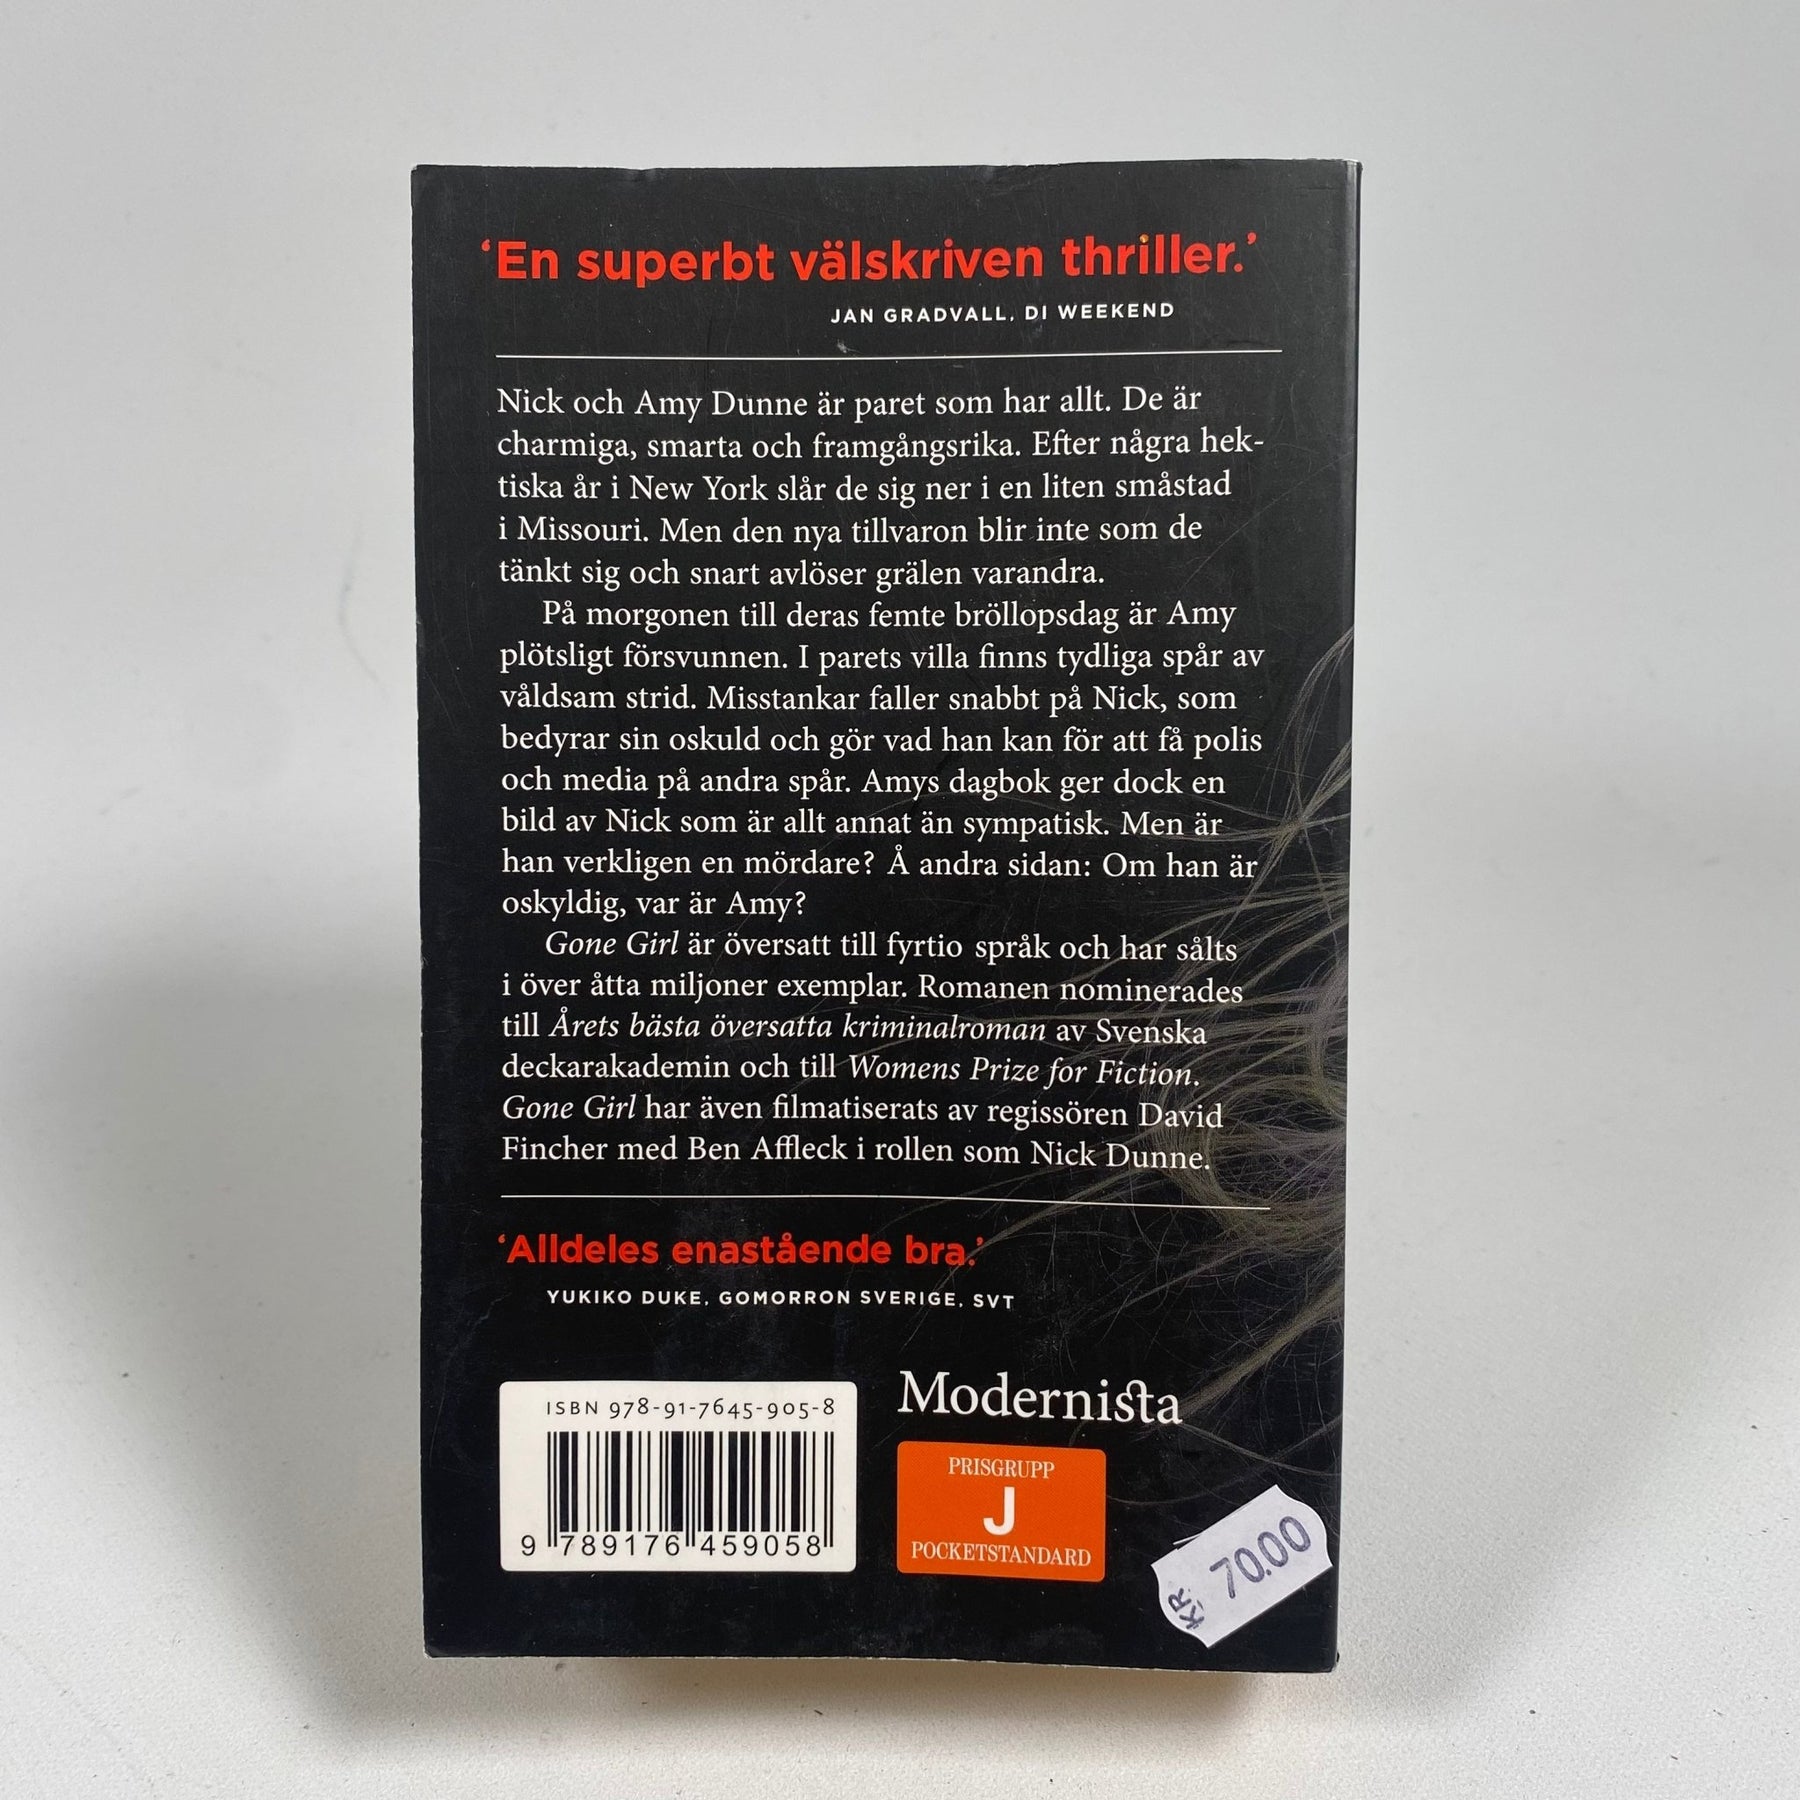 ‘En superbt välskriven thriller.’
JAN GRADVALL, DI WEEKEND
Nick och Amy Dunne är paret som har allt. De är
charmiga, smarta och framgångsrika. Efter några hek-
tiska år i New York slår de sig ner i en liten småstad
i Missouri. Men den nya tillvaron blir inte som de
tänkt sig och snart avlöser grälen varandra.
På morgonen till deras femte bröllopsdag är Amy
plötsligt försvunnen. I parets villa finns tydliga spår av
våldsam strid. Misstankar faller snabbt på Nick, som
bedyrar sin oskuld och gör vad han kan för att få polis
och media på andra spår. Amys dagbok ger dock en
bild av Nick som är allt annat än sympatisk. Men är
han verkligen en mördare? Å andra sidan: Om han är
oskyldig, var är Amy?
Gone Girl är översatt till fyrtio språk och har sålts
i över åtta miljoner exemplar. Romanen nominerades
till Årets bästa översatta kriminalroman av Svenska
deckarakademin och till Womens Prize for Fiction.
Gone Girl har även filmatiserats av regissören David
Fincher med Ben Affleck i rollen som Nick Dunne.
‘Alldeles enastående bra.’
YUKIKO DUKE, GOMORRON SVERIGE, SVT
ISBN 978-91-7645-905-8
9 789176 459058
Modernista
PRISGRUPP
J
POCKETSTANDARD
KR 70.00